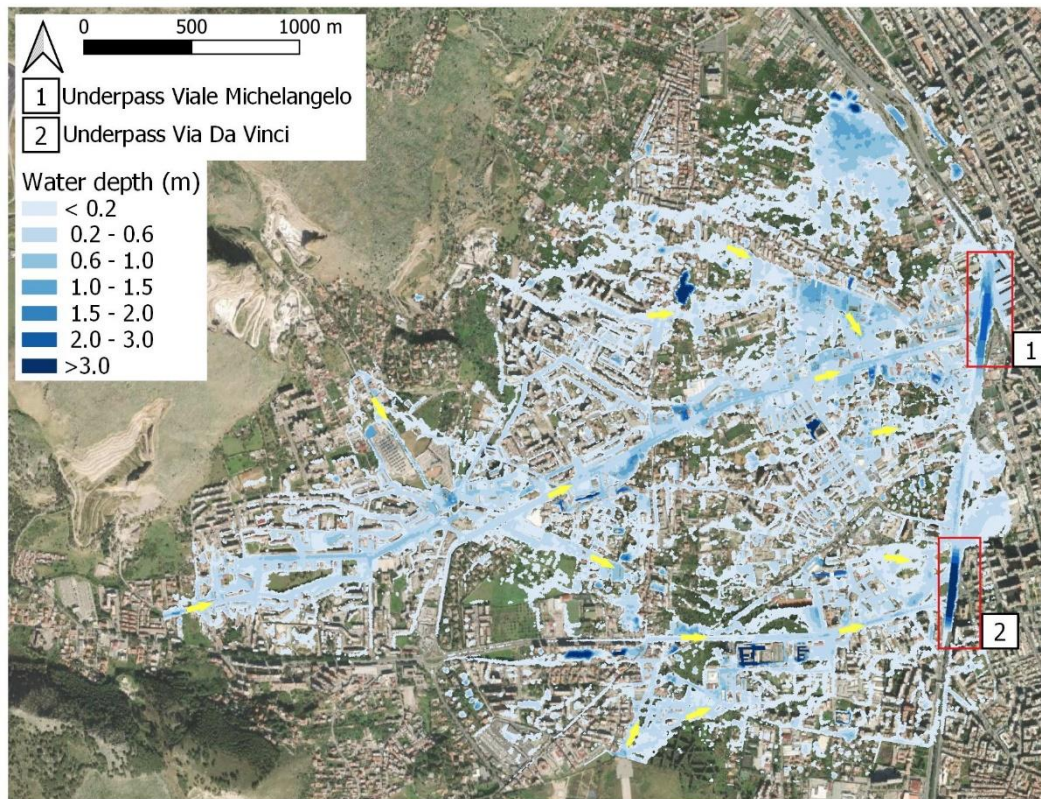 0 500 1000 m
1 Underpass Viale Michelangelo
2 Underpass Via Da Vinci
Water depth (m)
< 0.2
0.2 - 0.6
0.6 - 1.0
1.0 - 1.5
1.5 - 2.0
2.0 - 3.0
>3.0
1
2